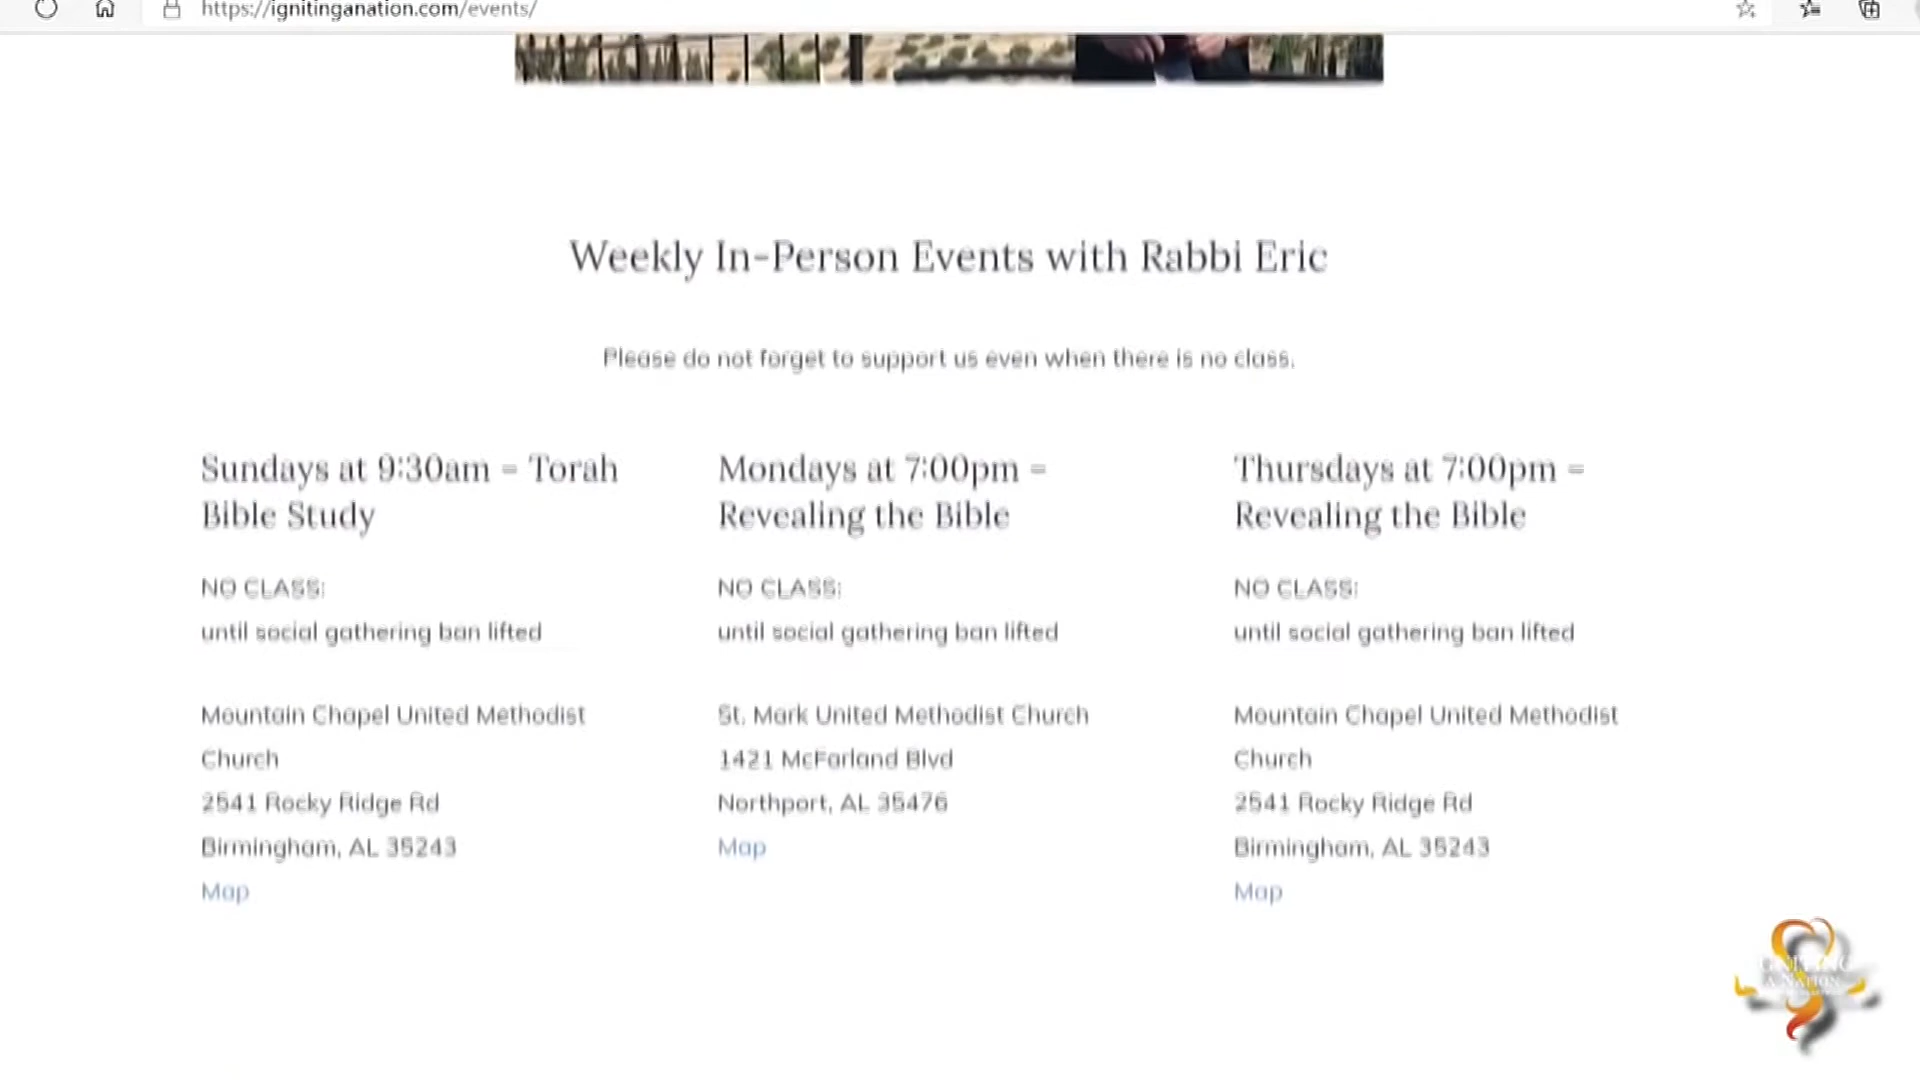 https://ignitinganation.com/events/
Weekly In-Person Events with Rabbi Eric
Please do not forget to support us even when there is no class.
Sundays at 9:30am - Torah
Bible Study
NO CLASS:
until social gathering ban lifted
Mountain Chapel United Methodist
Church
2541 Rocky Ridge Rd
Birmingham, AL 35243
Map
Mondays at 7:00pm -
Revealing the Bible
NO CLASS:
until social gathering ban lifted
St. Mark United Methodist Church
1421 McFarland Blvd
Northport, AL 35476
Map
Thursdays at 7:00pm -
Revealing the Bible
NO CLASS:
until social gathering ban lifted
Mountain Chapel United Methodist
Church
2541 Rocky Ridge Rd
Birmingham, AL 35243
Map
IGNITING
A NATION